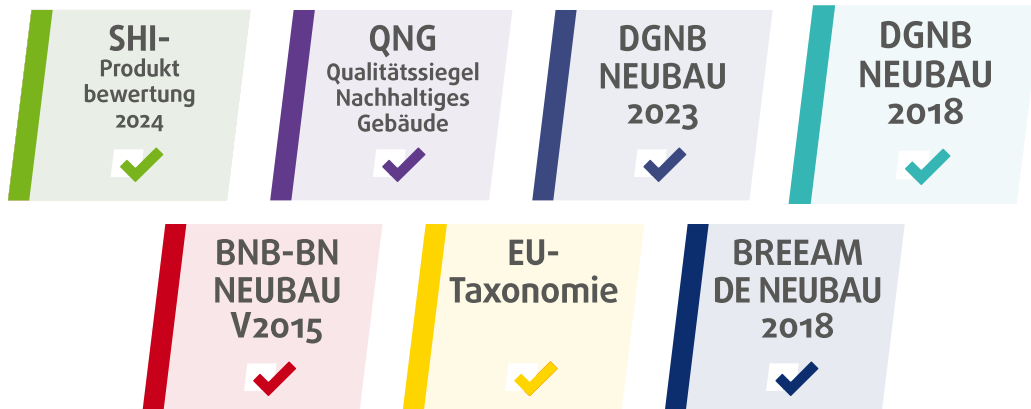 SHI-
Produkt
bewertung
2024
QNG
Qualitätssiegel
Nachhaltiges
Gebäude
DGNB
NEUBAU
2023
DGNB
NEUBAU
2018
BNB-BN
NEUBAU
V2015
EU-
Taxonomie
BREEAM
DE NEUBAU
2018